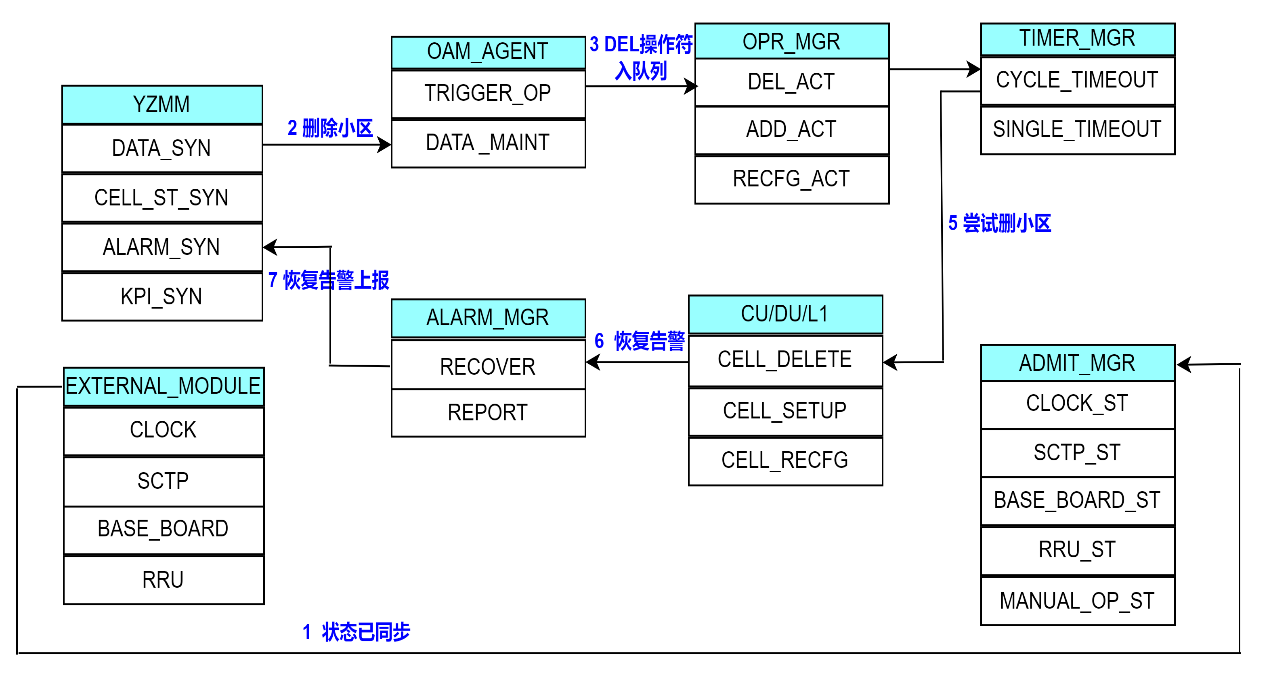 YZMM
DATA_SYN
CELL_ST_SYN
ALARM_SYN
KPI_SYN
2 删除小区
OAM_AGENT
TRIGGER_OP
DATA _MAINT
3 DEL操作符
入队列
OPR_MGR
DEL_ACT
ADD_ACT
RECFG_ACT
TIMER_MGR
CYCLE_TIMEOUT
SINGLE_TIMEOUT
5 尝试删小区
7 恢复告警上报
ALARM_MGR
RECOVER
REPORT
6 恢复告警
CU/DU/L1
CELL_DELETE
CELL_SETUP
CELL_RECFG
EXTERNAL_MODULE
CLOCK
SCTP
BASE_BOARD
RRU
ADMIT_MGR
CLOCK_ST
SCTP_ST
BASE_BOARD_ST
RRU_ST
MANUAL_OP_ST
1 状态已同步